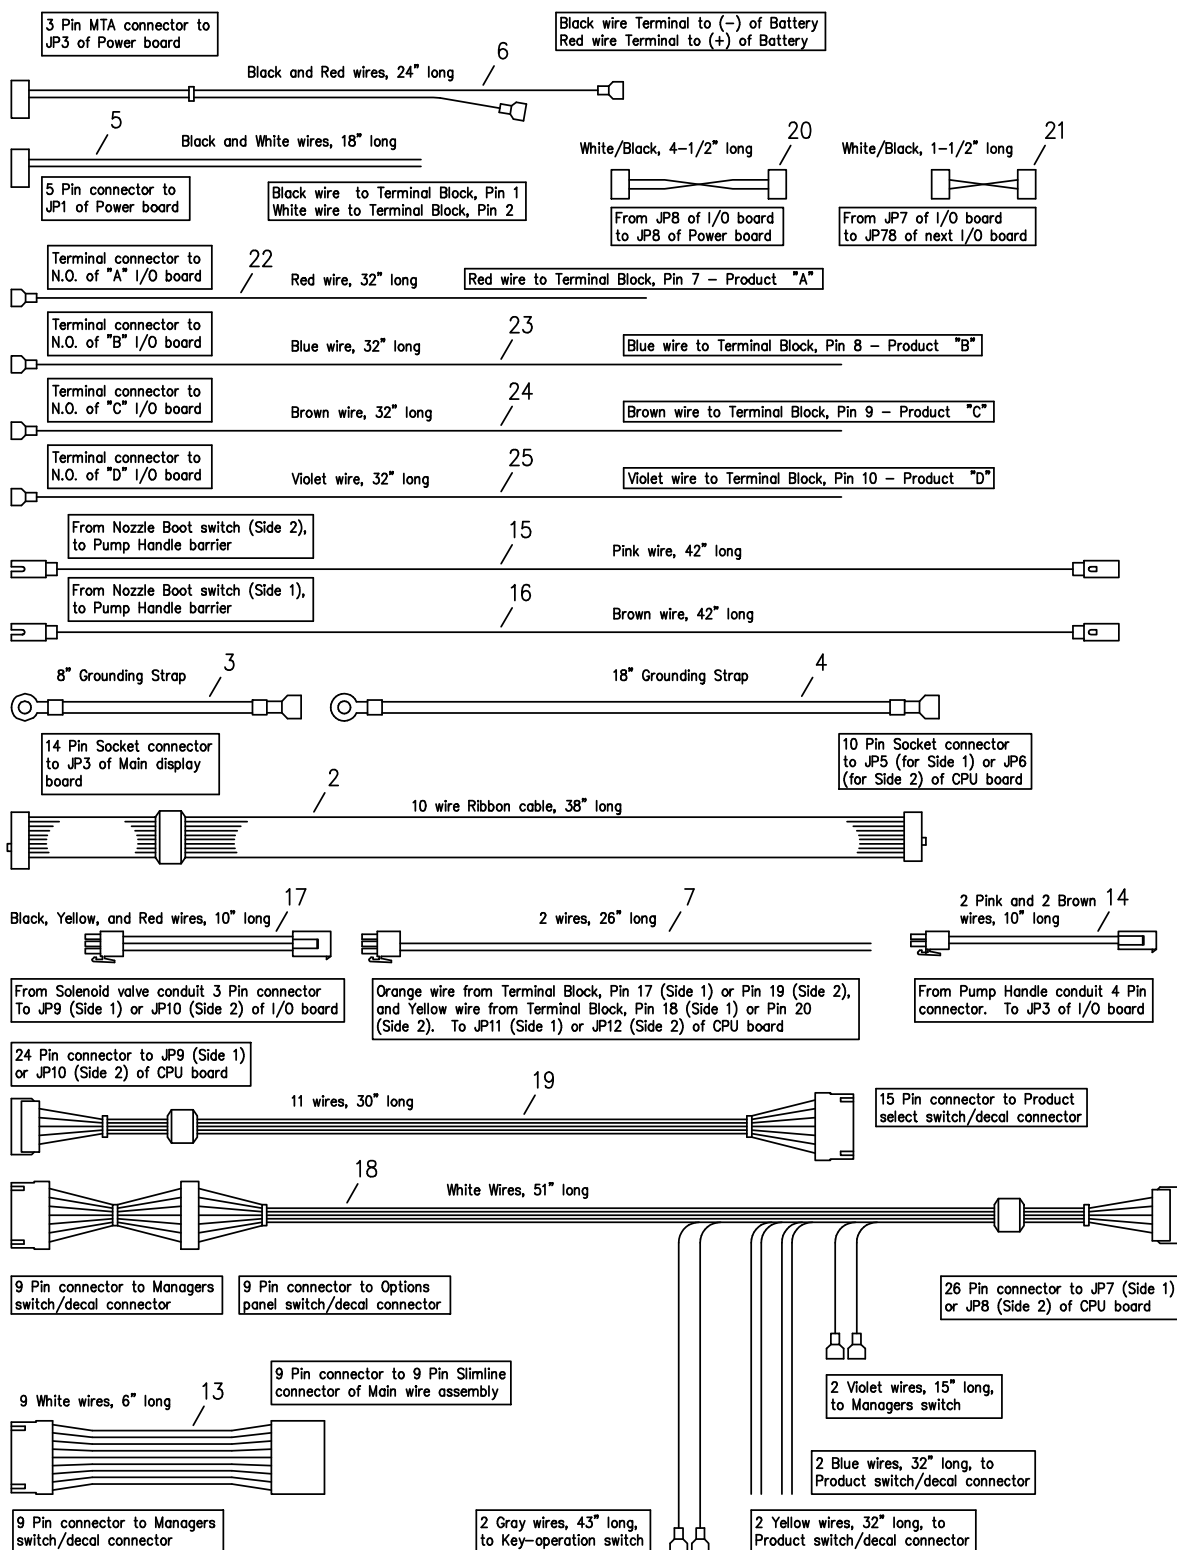 3 Pin MTA connector to
JP3 of Power board
Black wire Terminal to (-) of Battery
Red wire Terminal to (+) of Battery
6
Black and Red wires, 24" long
5
Black and White wires, 18" long
20
White/Black, 4-1/2" long
21
White/Black, 1-1/2" long
5 Pin connector to
JP1 of Power board
Black wire to Terminal Block, Pin 1
White wire to Terminal Block, Pin 2
From JP8 of I/O board
to JP8 of Power board
From JP7 of I/O board
to JP78 of next I/O board
Terminal connector to
N.O. of "A" I/O board
22
Red wire, 32" long
Red wire to Terminal Block, Pin 7 - Product "A"
Terminal connector to
N.O. of "B" I/O board
Blue wire, 32" long
23
Blue wire to Terminal Block, Pin 8 - Product "B"
Terminal connector to
N.O. of "C" I/O board
Brown wire, 32" long
24
Brown wire to Terminal Block, Pin 9 - Product "C"
Terminal connector to
N.O. of "D" I/O board
Violet wire, 32" long
25
Violet wire to Terminal Block, Pin 10 - Product "D"
From Nozzle Boot switch (Side 2),
to Pump Handle barrier
15
Pink wire, 42" long
From Nozzle Boot switch (Side 1),
to Pump Handle barrier
16
Brown wire, 42" long
8" Grounding Strap
3
18" Grounding Strap
4
14 Pin Socket connector
to JP3 of Main display
board
10 Pin Socket connector
to JP5 (for Side 1) or JP6
(for Side 2) of CPU board
2
10 wire Ribbon cable, 38" long
Black, Yellow, and Red wires, 10" long
17
2 wires, 26" long
7
2 Pink and 2 Brown
wires, 10" long
14
From Solenoid valve conduit 3 Pin connector
To JP9 (Side 1) or JP10 (Side 2) of I/O board
Orange wire from Terminal Block, Pin 17 (Side 1) or Pin 19 (Side 2),
and Yellow wire from Terminal Block, Pin 18 (Side 1) or Pin 20
(Side 2). To JP11 (Side 1) or JP12 (Side 2) of CPU board
From Pump Handle conduit 4 Pin
connector. To JP3 of I/O board
24 Pin connector to JP9 (Side 1)
or JP10 (Side 2) of CPU board
11 wires, 30" long
19
15 Pin connector to Product
select switch/decal connector
18
White Wires, 51" long
9 Pin connector to Managers
switch/decal connector
9 Pin connector to Options
panel switch/decal connector
26 Pin connector to JP7 (Side 1)
or JP8 (Side 2) of CPU board
9 White wires, 6" long
13
9 Pin connector to 9 Pin Slimline
connector of Main wire assembly
2 Violet wires, 15" long,
to Managers switch
2 Blue wires, 32" long, to
Product switch/decal connector
9 Pin connector to Managers
switch/decal connector
2 Gray wires, 43" long,
to Key-operation switch
2 Yellow wires, 32" long, to
Product switch/decal connector